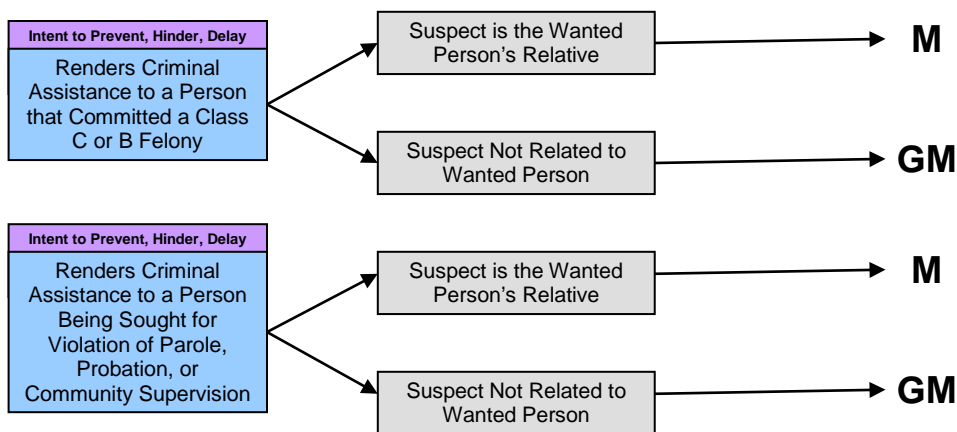 Intent to Prevent, Hinder, Delay
Renders Criminal
Assistance to a Person
that Committed a Class
C or B Felony
Suspect is the Wanted
Person's Relative
M
Suspect Not Related to
Wanted Person
GM
Intent to Prevent, Hinder, Delay
Renders Criminal
Assistance to a Person
Being Sought for
Violation of Parole,
Probation, or
Community Supervision
Suspect is the Wanted
Person's Relative
M
Suspect Not Related to
Wanted Person
GM